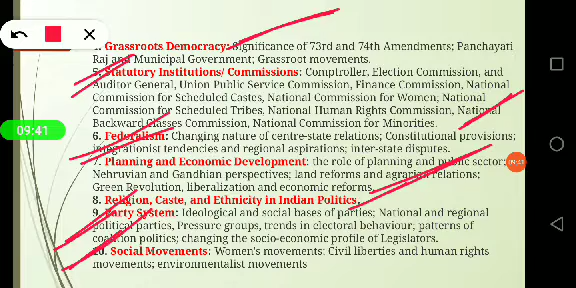 4. Grassroots Democracy: Significance of 73rd and 74th Amendments; Panchayati
Raj and Municipal Government; Grassroot movements.
5. Statutory Institutions/ Commissions: Comptroller, Election Commission, and
Auditor General, Union Public Service Commission, Finance Commission, National
Commission for Scheduled Castes, National Commission for Women; National
Commission for Scheduled Tribes, National Human Rights Commission, National
Backward Classes Commission, National Commission for Minorities.
6. Federalism: Changing nature of centre-state relations; Constitutional provisions;
integrationist tendencies and regional aspirations; inter-state disputes.
7. Planning and Economic Development: the role of planning and public sector;
Nehruvian and Gandhian perspectives; land reforms and agrarian relations;
Green Revolution, liberalization and economic reforms.
8. Religion, Caste, and Ethnicity in Indian Politics.
9. Party System: Ideological and social bases of parties; National and regional
political parties, Pressure groups, trends in electoral behaviour; patterns of
coalition politics; changing the socio-economic profile of Legislators.
10. Social Movements: Women's movements; Civil liberties and human rights
movements; environmentalist movements
09:41